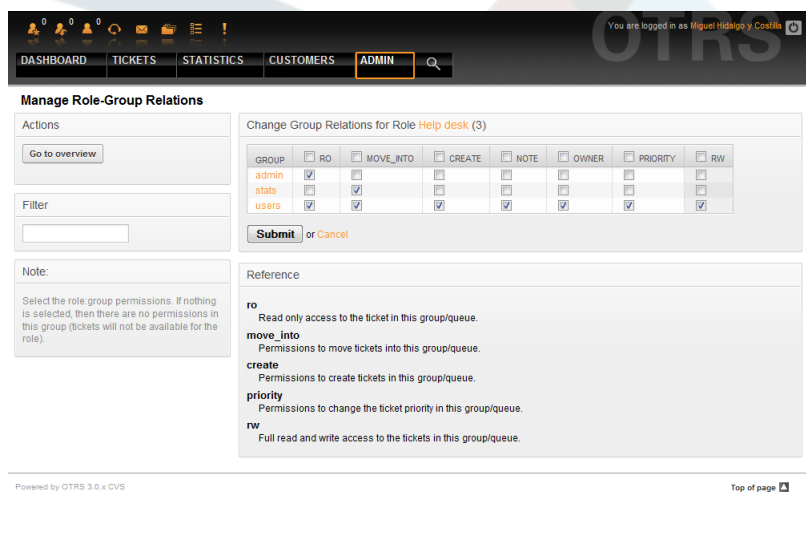 0 0 0
You are logged in as Miguel Hidalgo y Costilla
OTRS
DASHBOARD TICKETS STATISTICS CUSTOMERS ADMIN
Manage Role-Group Relations
Actions
Go to overview
Filter
Note:
Select the role:group permissions. If nothing
is selected, then there are no permissions in
this group (tickets will not be available for the
role).
Change Group Relations for Role Help desk (3)
GROUP RO MOVE_INTO CREATE NOTE OWNER PRIORITY RW
admin
stats
users
Submit or Cancel
Reference
ro
Read only access to the ticket in this group/queue.
move_into
Permissions to move tickets into this group/queue.
create
Permissions to create tickets in this group/queue.
priority
Permissions to change the ticket priority in this group/queue.
rw
Full read and write access to the tickets in this group/queue.
Powered by OTRS 3.0.x CVS
Top of page